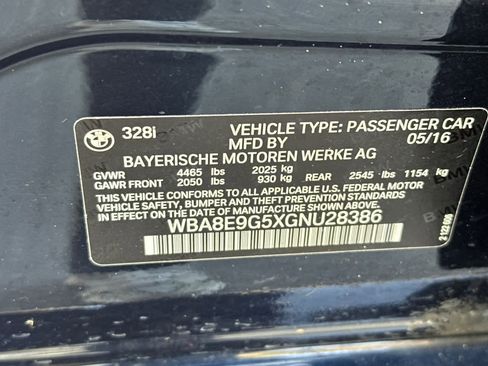 328i VEHICLE TYPE: PASSENGER CAR
MFD BY 05/16
BAYERISCHE MOTOREN WERKE AG
GVWR 4465 lbs 2025 kg
GAWR FRONT 2050 lbs 930 kg REAR 2545 lbs 1154 kg
THIS VEHICLE CONFORMS TO ALL APPLICABLE U.S. FEDERAL MOTOR
VEHICLE SAFETY, BUMPER, AND THEFT PREVENTION STANDARDS
IN EFFECT ON THE DATE OF MANUFACTURE SHOWN ABOVE.
WBA8E9G5XGNU28386